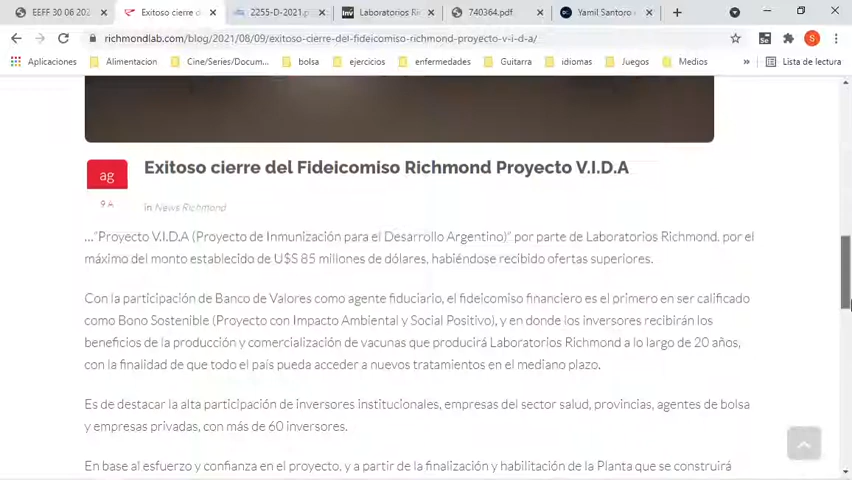 EEFF 30 06 202
Exitoso cierre d
2255-D-2021.p
Laboratorios Ri
740364.pdf
Yamil Santoro
richmondlab.com/blog/2021/08/09/exitoso-cierre-del-fideicomiso-richmond-proyecto-v-i-d-a/
Aplicaciones
Alimentacion
Cine/Series/Docum...
bolsa
ejercicios
enfermedades
Guitarra
idiomas
Juegos
Medios
»
Lista de lectura
ag
9 A
Exitoso cierre del Fideicomiso Richmond Proyecto V.I.D.A
in News Richmond
…"Proyecto V.I.D.A (Proyecto de Inmunización para el Desarrollo Argentino)" por parte de Laboratorios Richmond. por el
máximo del monto establecido de U$S 85 millones de dólares, habiéndose recibido ofertas superiores.
Con la participación de Banco de Valores como agente fiduciario, el fideicomiso financiero es el primero en ser calificado
como Bono Sostenible (Proyecto con Impacto Ambiental y Social Positivo), y en donde los inversores recibirán los
beneficios de la producción y comercialización de vacunas que producirá Laboratorios Richmond a lo largo de 20 años,
con la finalidad de que todo el país pueda acceder a nuevos tratamientos en el mediano plazo.
Es de destacar la alta participación de inversores institucionales, empresas del sector salud, provincias, agentes de bolsa
y empresas privadas, con más de 60 inversores.
En base al esfuerzo y confianza en el proyecto, y a partir de la finalización y habilitación de la Planta que se construirá